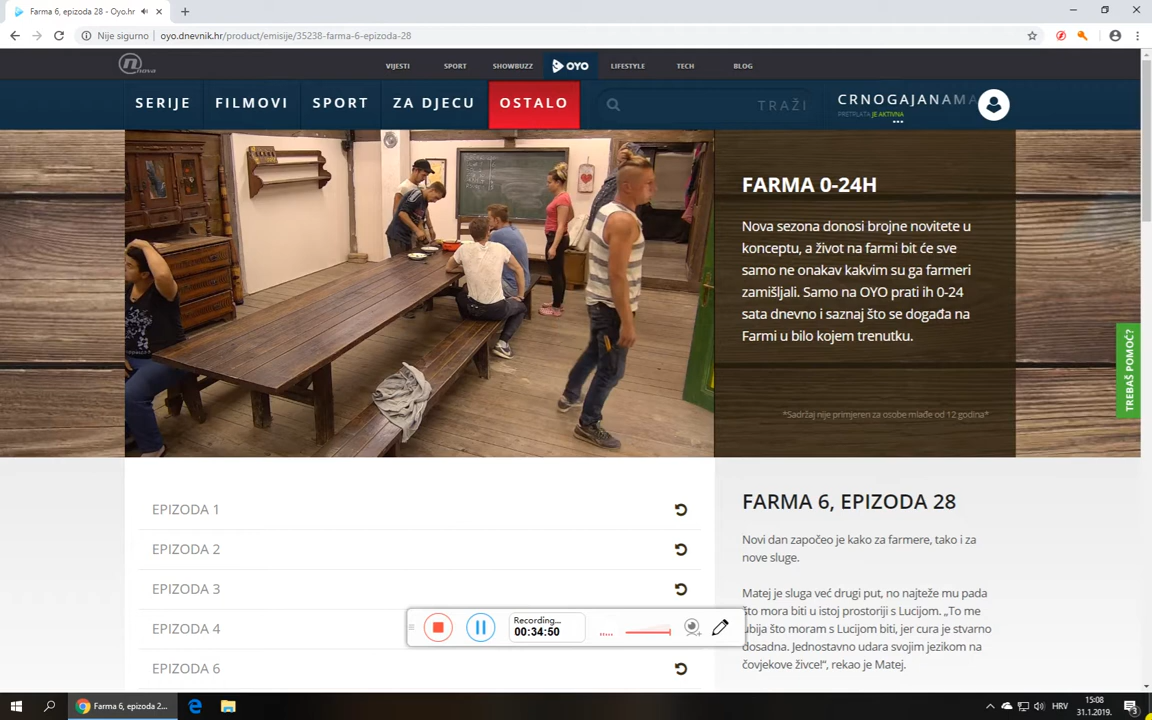 Farma 6, epizoda 28 - Oyo.hr
Nije sigurno
oyo.dnevnik.hr/product/emisije/35238-farma-6-epizoda-28
nova
VIJESTI
SPORT
SHOWBUZZ
OYO
LIFESTYLE
TECH
BLOG
SERIJE
FILMOVI
SPORT
ZA DJECU
OSTALO
TRAŽI
CRNOGAJANAMA
PRETPLATA JE AKTIVNA
FARMA 0-24H
Nova sezona donosi brojne novitete u
konceptu, a život na farmi bit će sve
samo ne onakav kakvim su ga farmeri
zamišljali. Samo na OYO prati ih 0-24
sata dnevno i saznaj što se događa na
Farmi u bilo kojem trenutku.
*Sadržaj nije primjeren za osobe mlađe od 12 godina*
TREBAŠ POMOĆ?
EPIZODA 1
EPIZODA 2
EPIZODA 3
EPIZODA 4
EPIZODA 6
FARMA 6, EPIZODA 28
Novi dan započeo je kako za farmere, tako i za
nove sluge.
Matej je sluga već drugi put, no najteže mu pada
što mora biti u istoj prostoriji s Lucijom. „To me
ubija što moram s Lucijom biti, jer cura je stvarno
dosadna. Jednostavno udara svojim jezikom na
čovjekove živce!“, rekao je Matej.
Recording...
00:34:50
Farma 6, epizoda 2...
HRV
15:08
31.1.2019.
3